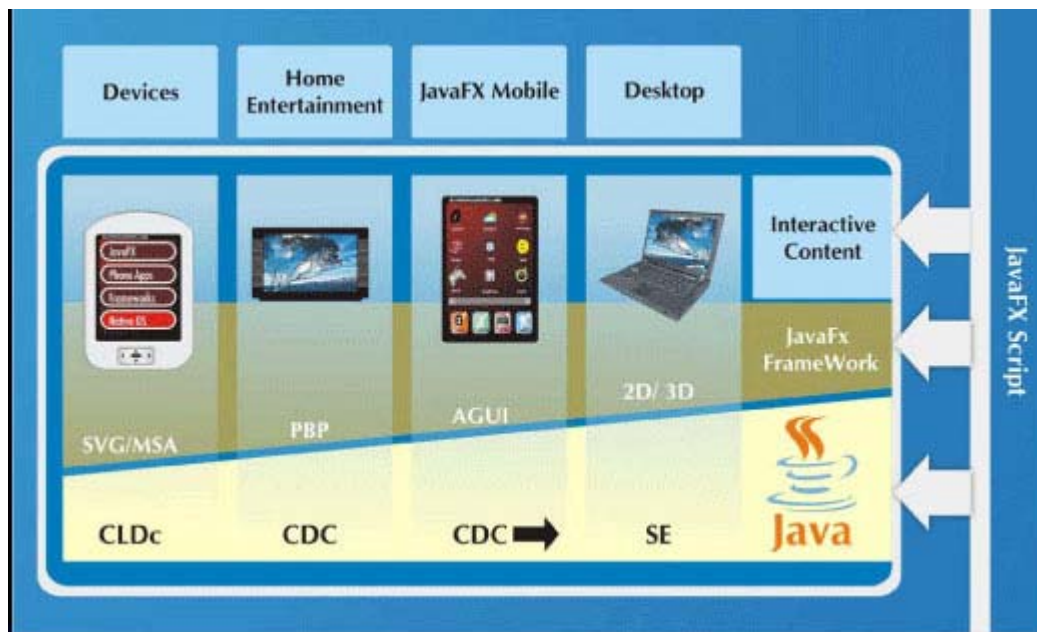 Devices
Home
Entertainment
JavaFX Mobile
Desktop
Interactive
Content
JavaFX
Phone Apps
Frameworks
Native OS
JavaFx
FrameWork
SVG/MSA
PBP
AGUI
2D/ 3D
CLDc
CDC
CDC
SE
Java
JavaFX Script